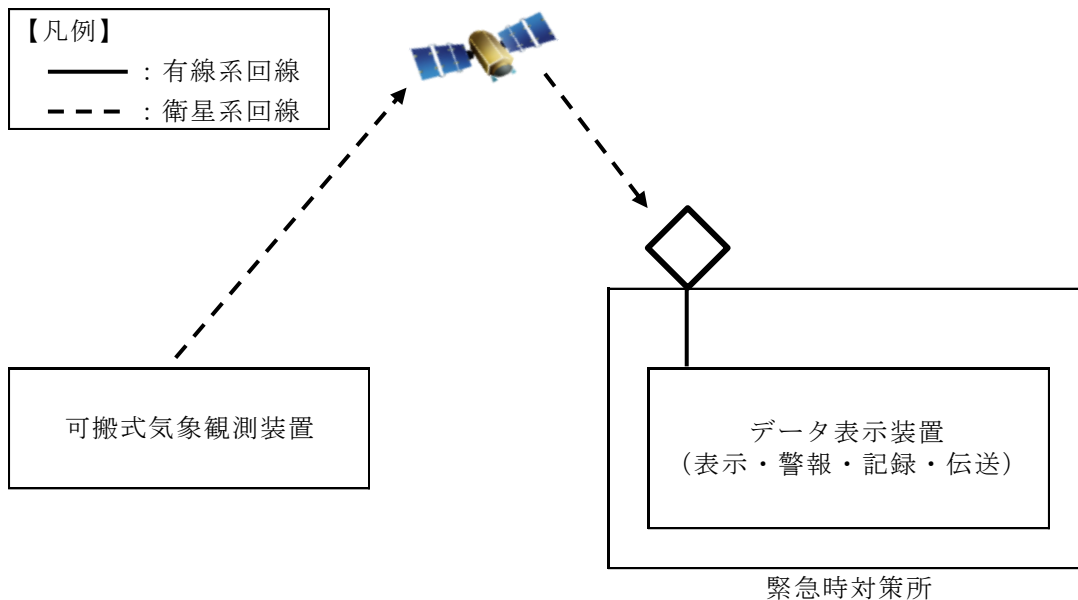 【凡例】
：有線系回線
：衛星系回線
可搬式気象観測装置
データ表示装置
（表示・警報・記録・伝送）
緊急時対策所